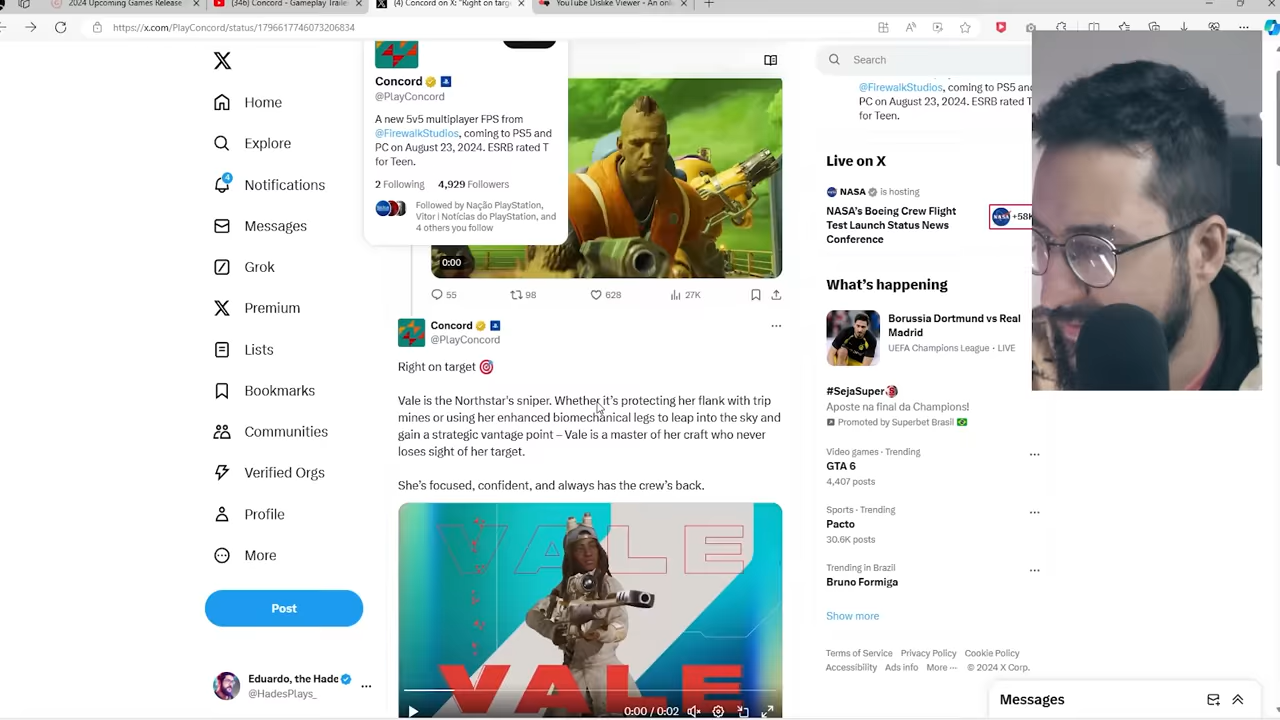 2024 Upcoming Games Release
(346) Concord - Gameplay Trailer
(4) Concord on X: "Right on targ
YouTube Dislike Viewer - An onl
https://x.com/PlayConcord/status/1796617746073206834
Home
Explore
4
Notifications
Messages
Grok
Premium
Lists
Bookmarks
Communities
Verified Orgs
Profile
More
Post
Eduardo, the Hade
@HadesPlays_
Concord
@PlayConcord
A new 5v5 multiplayer FPS from
@FirewalkStudios, coming to PS5 and
PC on August 23, 2024. ESRB rated T
for Teen.
2 Following 4,929 Followers
Followed by Nação PlayStation,
Vítor l Notícias do PlayStation, and
4 others you follow
0:00
55 98 628 27K
Concord
@PlayConcord
Right on target 🎯
Vale is the Northstar's sniper. Whether it's protecting her flank with trip
mines or using her enhanced biomechanical legs to leap into the sky and
gain a strategic vantage point – Vale is a master of her craft who never
loses sight of her target.
She's focused, confident, and always has the crew's back.
VALE
VALE
0:00 / 0:02
Search
@FirewalkStudios, coming to PS5 and
PC on August 23, 2024. ESRB rated T
for Teen.
Live on X
NASA is hosting
NASA's Boeing Crew Flight
Test Launch Status News
Conference
+58K
What's happening
Borussia Dortmund vs Real
Madrid
UEFA Champions League · LIVE
#SejaSuper
Aposte na final da Champions!
Promoted by Superbet Brasil 🇧🇷
Video games · Trending
GTA 6
4,407 posts
Sports · Trending
Pacto
30.6K posts
Trending in Brazil
Bruno Formiga
Show more
Terms of Service Privacy Policy Cookie Policy
Accessibility Ads info More ··· © 2024 X Corp.
Messages